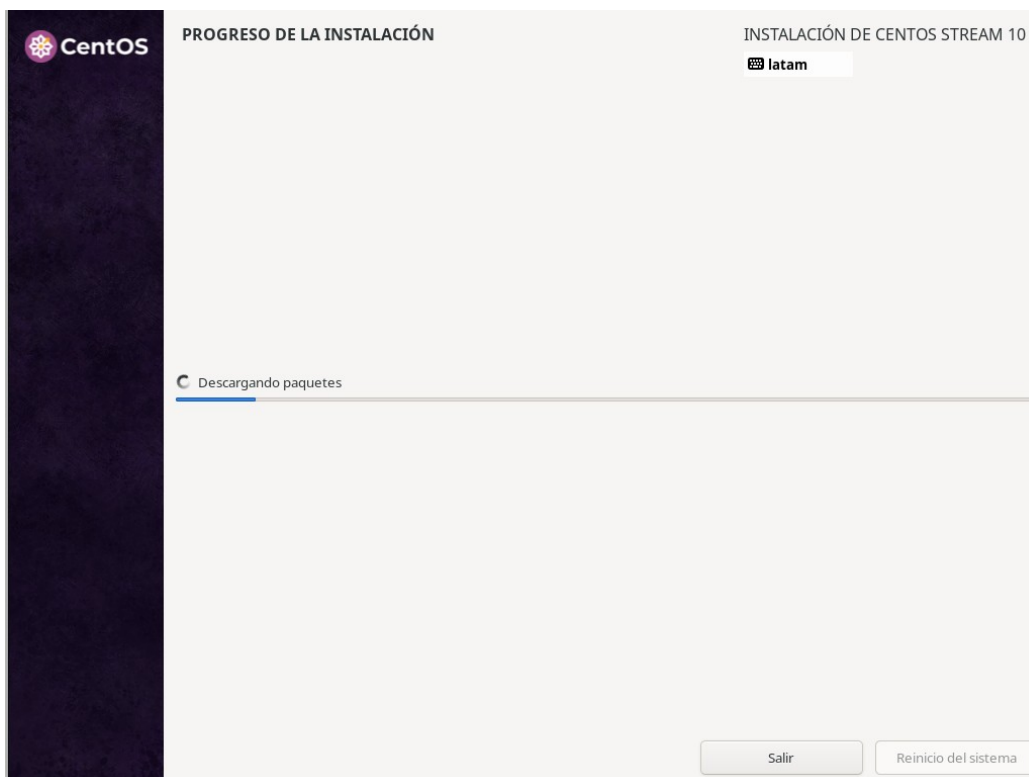 CentOS
PROGRESO DE LA INSTALACIÓN
INSTALACIÓN DE CENTOS STREAM 10
latam
Descargando paquetes
Salir
Reinicio del sistema